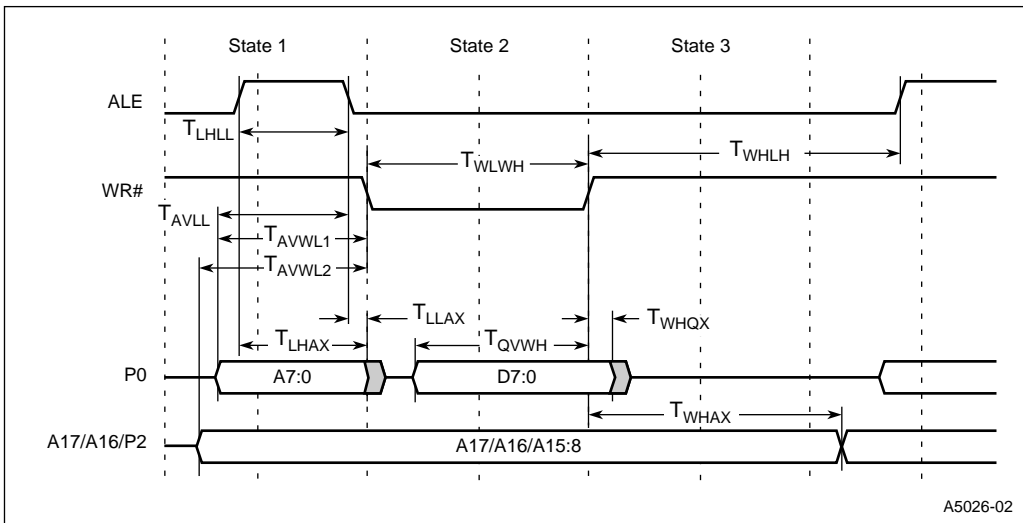 State 1 State 2 State 3
ALE
TLHLL
TWLWH TWHLH
WR#
TAVLL
TAVWL1
TAVWL2
TLLAX TWHQX
TLHAX TQVWH
P0 A7:0 D7:0
TWHAX
A17/A16/P2 A17/A16/A15:8
A5026-02